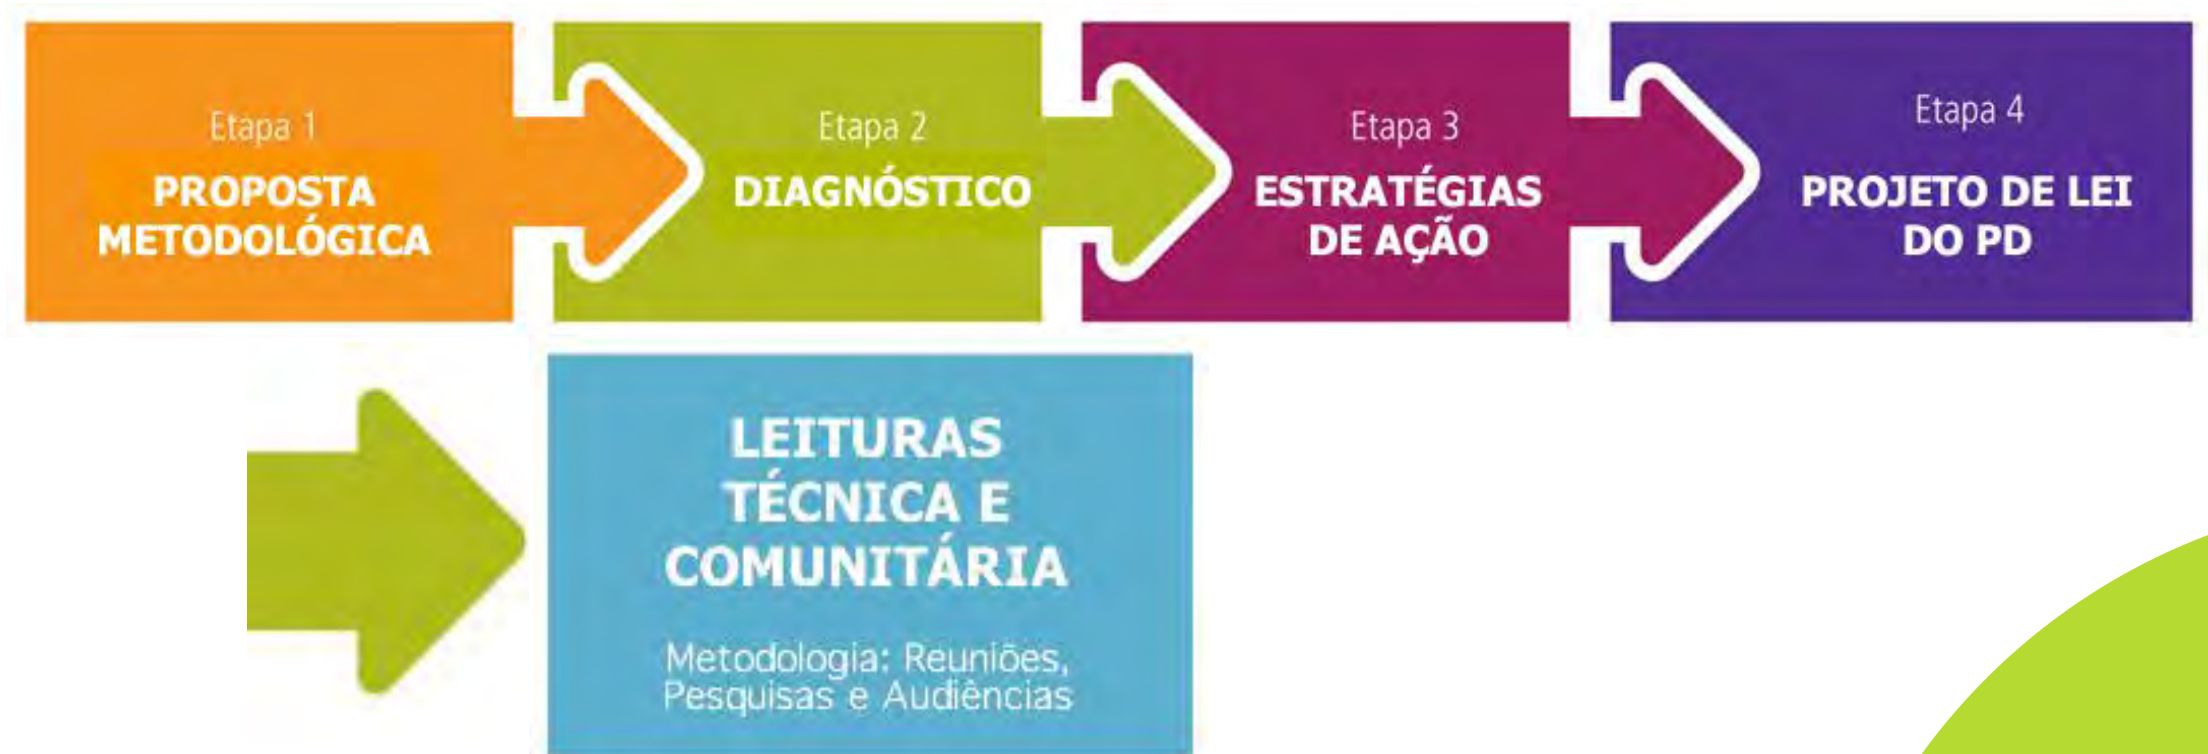 Etapa 1
PROPOSTA
METODOLÓGICA
Etapa 2
DIAGNÓSTICO
Etapa 3
ESTRATÉGIAS
DE AÇÃO
Etapa 4
PROJETO DE LEI
DO PD
LEITURAS
TÉCNICA E
COMUNITÁRIA
Metodologia: Reuniões,
Pesquisas e Audiências